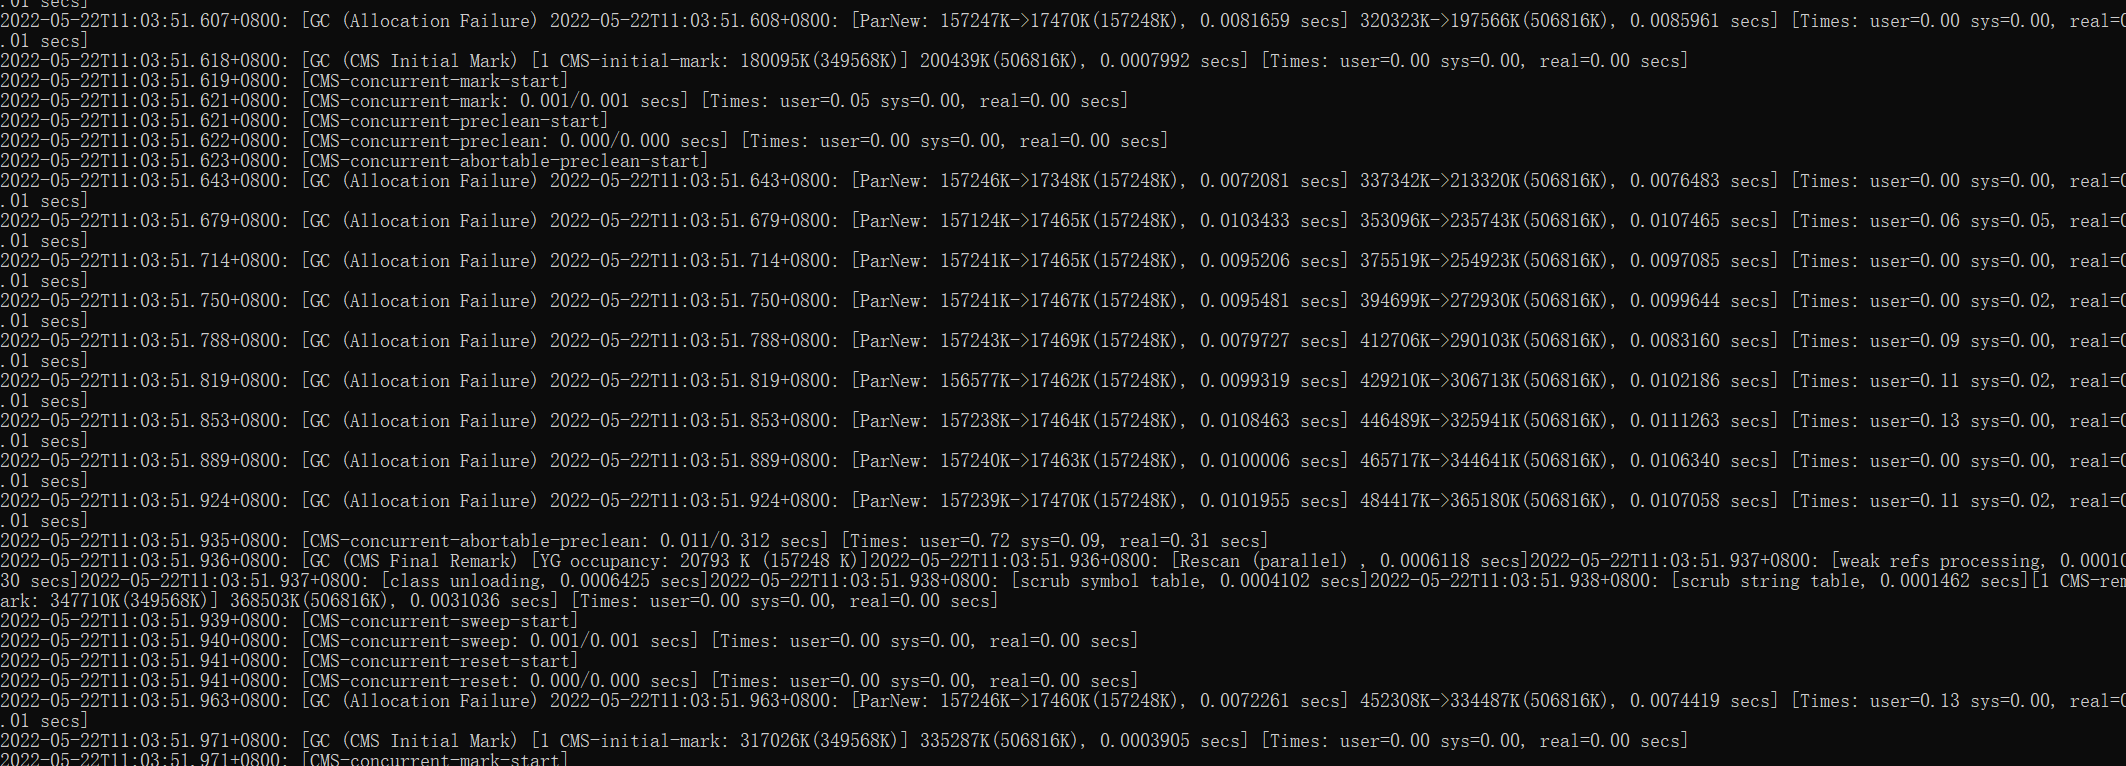 .01 secs]
2022-05-22T11:03:51.607+0800: [GC (Allocation Failure) 2022-05-22T11:03:51.608+0800: [ParNew: 157247K->17470K(157248K), 0.0081659 secs] 320323K->197566K(506816K), 0.0085961 secs] [Times: user=0.00 sys=0.00, real=0
.01 secs]
2022-05-22T11:03:51.618+0800: [GC (CMS Initial Mark) [1 CMS-initial-mark: 180095K(349568K)] 200439K(506816K), 0.0007992 secs] [Times: user=0.00 sys=0.00, real=0.00 secs]
2022-05-22T11:03:51.619+0800: [CMS-concurrent-mark-start]
2022-05-22T11:03:51.621+0800: [CMS-concurrent-mark: 0.001/0.001 secs] [Times: user=0.05 sys=0.00, real=0.00 secs]
2022-05-22T11:03:51.621+0800: [CMS-concurrent-preclean-start]
2022-05-22T11:03:51.622+0800: [CMS-concurrent-preclean: 0.000/0.000 secs] [Times: user=0.00 sys=0.00, real=0.00 secs]
2022-05-22T11:03:51.623+0800: [CMS-concurrent-abortable-preclean-start]
2022-05-22T11:03:51.643+0800: [GC (Allocation Failure) 2022-05-22T11:03:51.643+0800: [ParNew: 157246K->17348K(157248K), 0.0072081 secs] 337342K->213320K(506816K), 0.0076483 secs] [Times: user=0.00 sys=0.00, real=0
.01 secs]
2022-05-22T11:03:51.679+0800: [GC (Allocation Failure) 2022-05-22T11:03:51.679+0800: [ParNew: 157124K->17465K(157248K), 0.0103433 secs] 353096K->235743K(506816K), 0.0107465 secs] [Times: user=0.06 sys=0.05, real=0
.01 secs]
2022-05-22T11:03:51.714+0800: [GC (Allocation Failure) 2022-05-22T11:03:51.714+0800: [ParNew: 157241K->17465K(157248K), 0.0095206 secs] 375519K->254923K(506816K), 0.0097085 secs] [Times: user=0.00 sys=0.00, real=0
.01 secs]
2022-05-22T11:03:51.750+0800: [GC (Allocation Failure) 2022-05-22T11:03:51.750+0800: [ParNew: 157241K->17467K(157248K), 0.0095481 secs] 394699K->272930K(506816K), 0.0099644 secs] [Times: user=0.00 sys=0.02, real=0
.01 secs]
2022-05-22T11:03:51.788+0800: [GC (Allocation Failure) 2022-05-22T11:03:51.788+0800: [ParNew: 157243K->17469K(157248K), 0.0079727 secs] 412706K->290103K(506816K), 0.0083160 secs] [Times: user=0.09 sys=0.00, real=0
.01 secs]
2022-05-22T11:03:51.819+0800: [GC (Allocation Failure) 2022-05-22T11:03:51.819+0800: [ParNew: 156577K->17462K(157248K), 0.0099319 secs] 429210K->306713K(506816K), 0.0102186 secs] [Times: user=0.11 sys=0.02, real=0
.01 secs]
2022-05-22T11:03:51.853+0800: [GC (Allocation Failure) 2022-05-22T11:03:51.853+0800: [ParNew: 157238K->17464K(157248K), 0.0108463 secs] 446489K->325941K(506816K), 0.0111263 secs] [Times: user=0.13 sys=0.00, real=0
.01 secs]
2022-05-22T11:03:51.889+0800: [GC (Allocation Failure) 2022-05-22T11:03:51.889+0800: [ParNew: 157240K->17463K(157248K), 0.0100006 secs] 465717K->344641K(506816K), 0.0106340 secs] [Times: user=0.00 sys=0.00, real=0
.01 secs]
2022-05-22T11:03:51.924+0800: [GC (Allocation Failure) 2022-05-22T11:03:51.924+0800: [ParNew: 157239K->17470K(157248K), 0.0101955 secs] 484417K->365180K(506816K), 0.0107058 secs] [Times: user=0.11 sys=0.02, real=0
.01 secs]
2022-05-22T11:03:51.935+0800: [CMS-concurrent-abortable-preclean: 0.011/0.312 secs] [Times: user=0.72 sys=0.09, real=0.31 secs]
2022-05-22T11:03:51.936+0800: [GC (CMS Final Remark) [YG occupancy: 20793 K (157248 K)]2022-05-22T11:03:51.936+0800: [Rescan (parallel) , 0.0006118 secs]2022-05-22T11:03:51.937+0800: [weak refs processing, 0.00010
30 secs]2022-05-22T11:03:51.937+0800: [class unloading, 0.0006425 secs]2022-05-22T11:03:51.938+0800: [scrub symbol table, 0.0004102 secs]2022-05-22T11:03:51.938+0800: [scrub string table, 0.0001462 secs][1 CMS-rem
ark: 347710K(349568K)] 368503K(506816K), 0.0031036 secs] [Times: user=0.00 sys=0.00, real=0.00 secs]
2022-05-22T11:03:51.939+0800: [CMS-concurrent-sweep-start]
2022-05-22T11:03:51.940+0800: [CMS-concurrent-sweep: 0.001/0.001 secs] [Times: user=0.00 sys=0.00, real=0.00 secs]
2022-05-22T11:03:51.941+0800: [CMS-concurrent-reset-start]
2022-05-22T11:03:51.941+0800: [CMS-concurrent-reset: 0.000/0.000 secs] [Times: user=0.00 sys=0.00, real=0.00 secs]
2022-05-22T11:03:51.963+0800: [GC (Allocation Failure) 2022-05-22T11:03:51.963+0800: [ParNew: 157246K->17460K(157248K), 0.0072261 secs] 452308K->334487K(506816K), 0.0074419 secs] [Times: user=0.13 sys=0.00, real=0
.01 secs]
2022-05-22T11:03:51.971+0800: [GC (CMS Initial Mark) [1 CMS-initial-mark: 317026K(349568K)] 335287K(506816K), 0.0003905 secs] [Times: user=0.00 sys=0.00, real=0.00 secs]
2022-05-22T11:03:51.971+0800: [CMS-concurrent-mark-start]